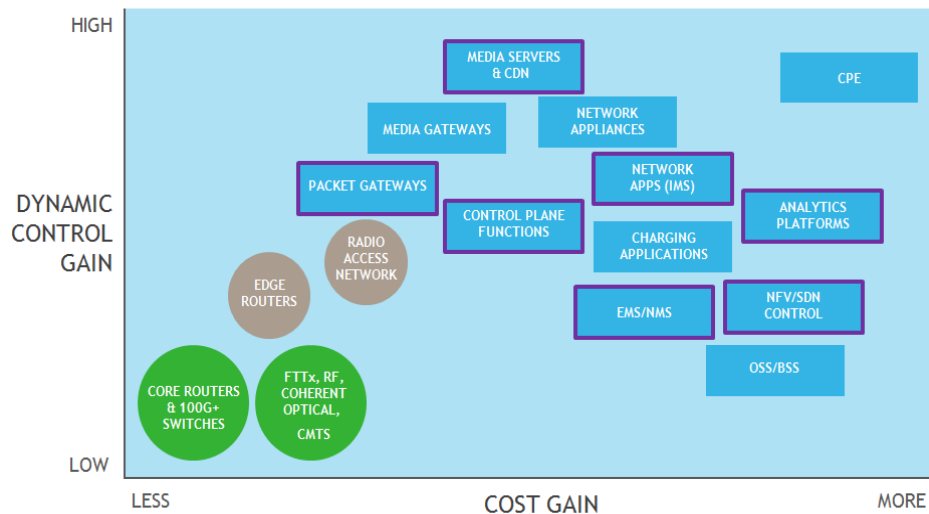 HIGH
MEDIA SERVERS
& CDN
CPE
MEDIA GATEWAYS
NETWORK
APPLIANCES
PACKET GATEWAYS
NETWORK
APPS (IMS)
DYNAMIC
CONTROL
GAIN
CONTROL PLANE
FUNCTIONS
ANALYTICS
PLATFORMS
RADIO
ACCESS
NETWORK
CHARGING
APPLICATIONS
EDGE
ROUTERS
EMS/NMS
NFV/SDN
CONTROL
OSS/BSS
CORE ROUTERS
& 100G+
SWITCHES
FTTx, RF,
COHERENT
OPTICAL,
CMTS
LOW
LESS
COST GAIN
MORE